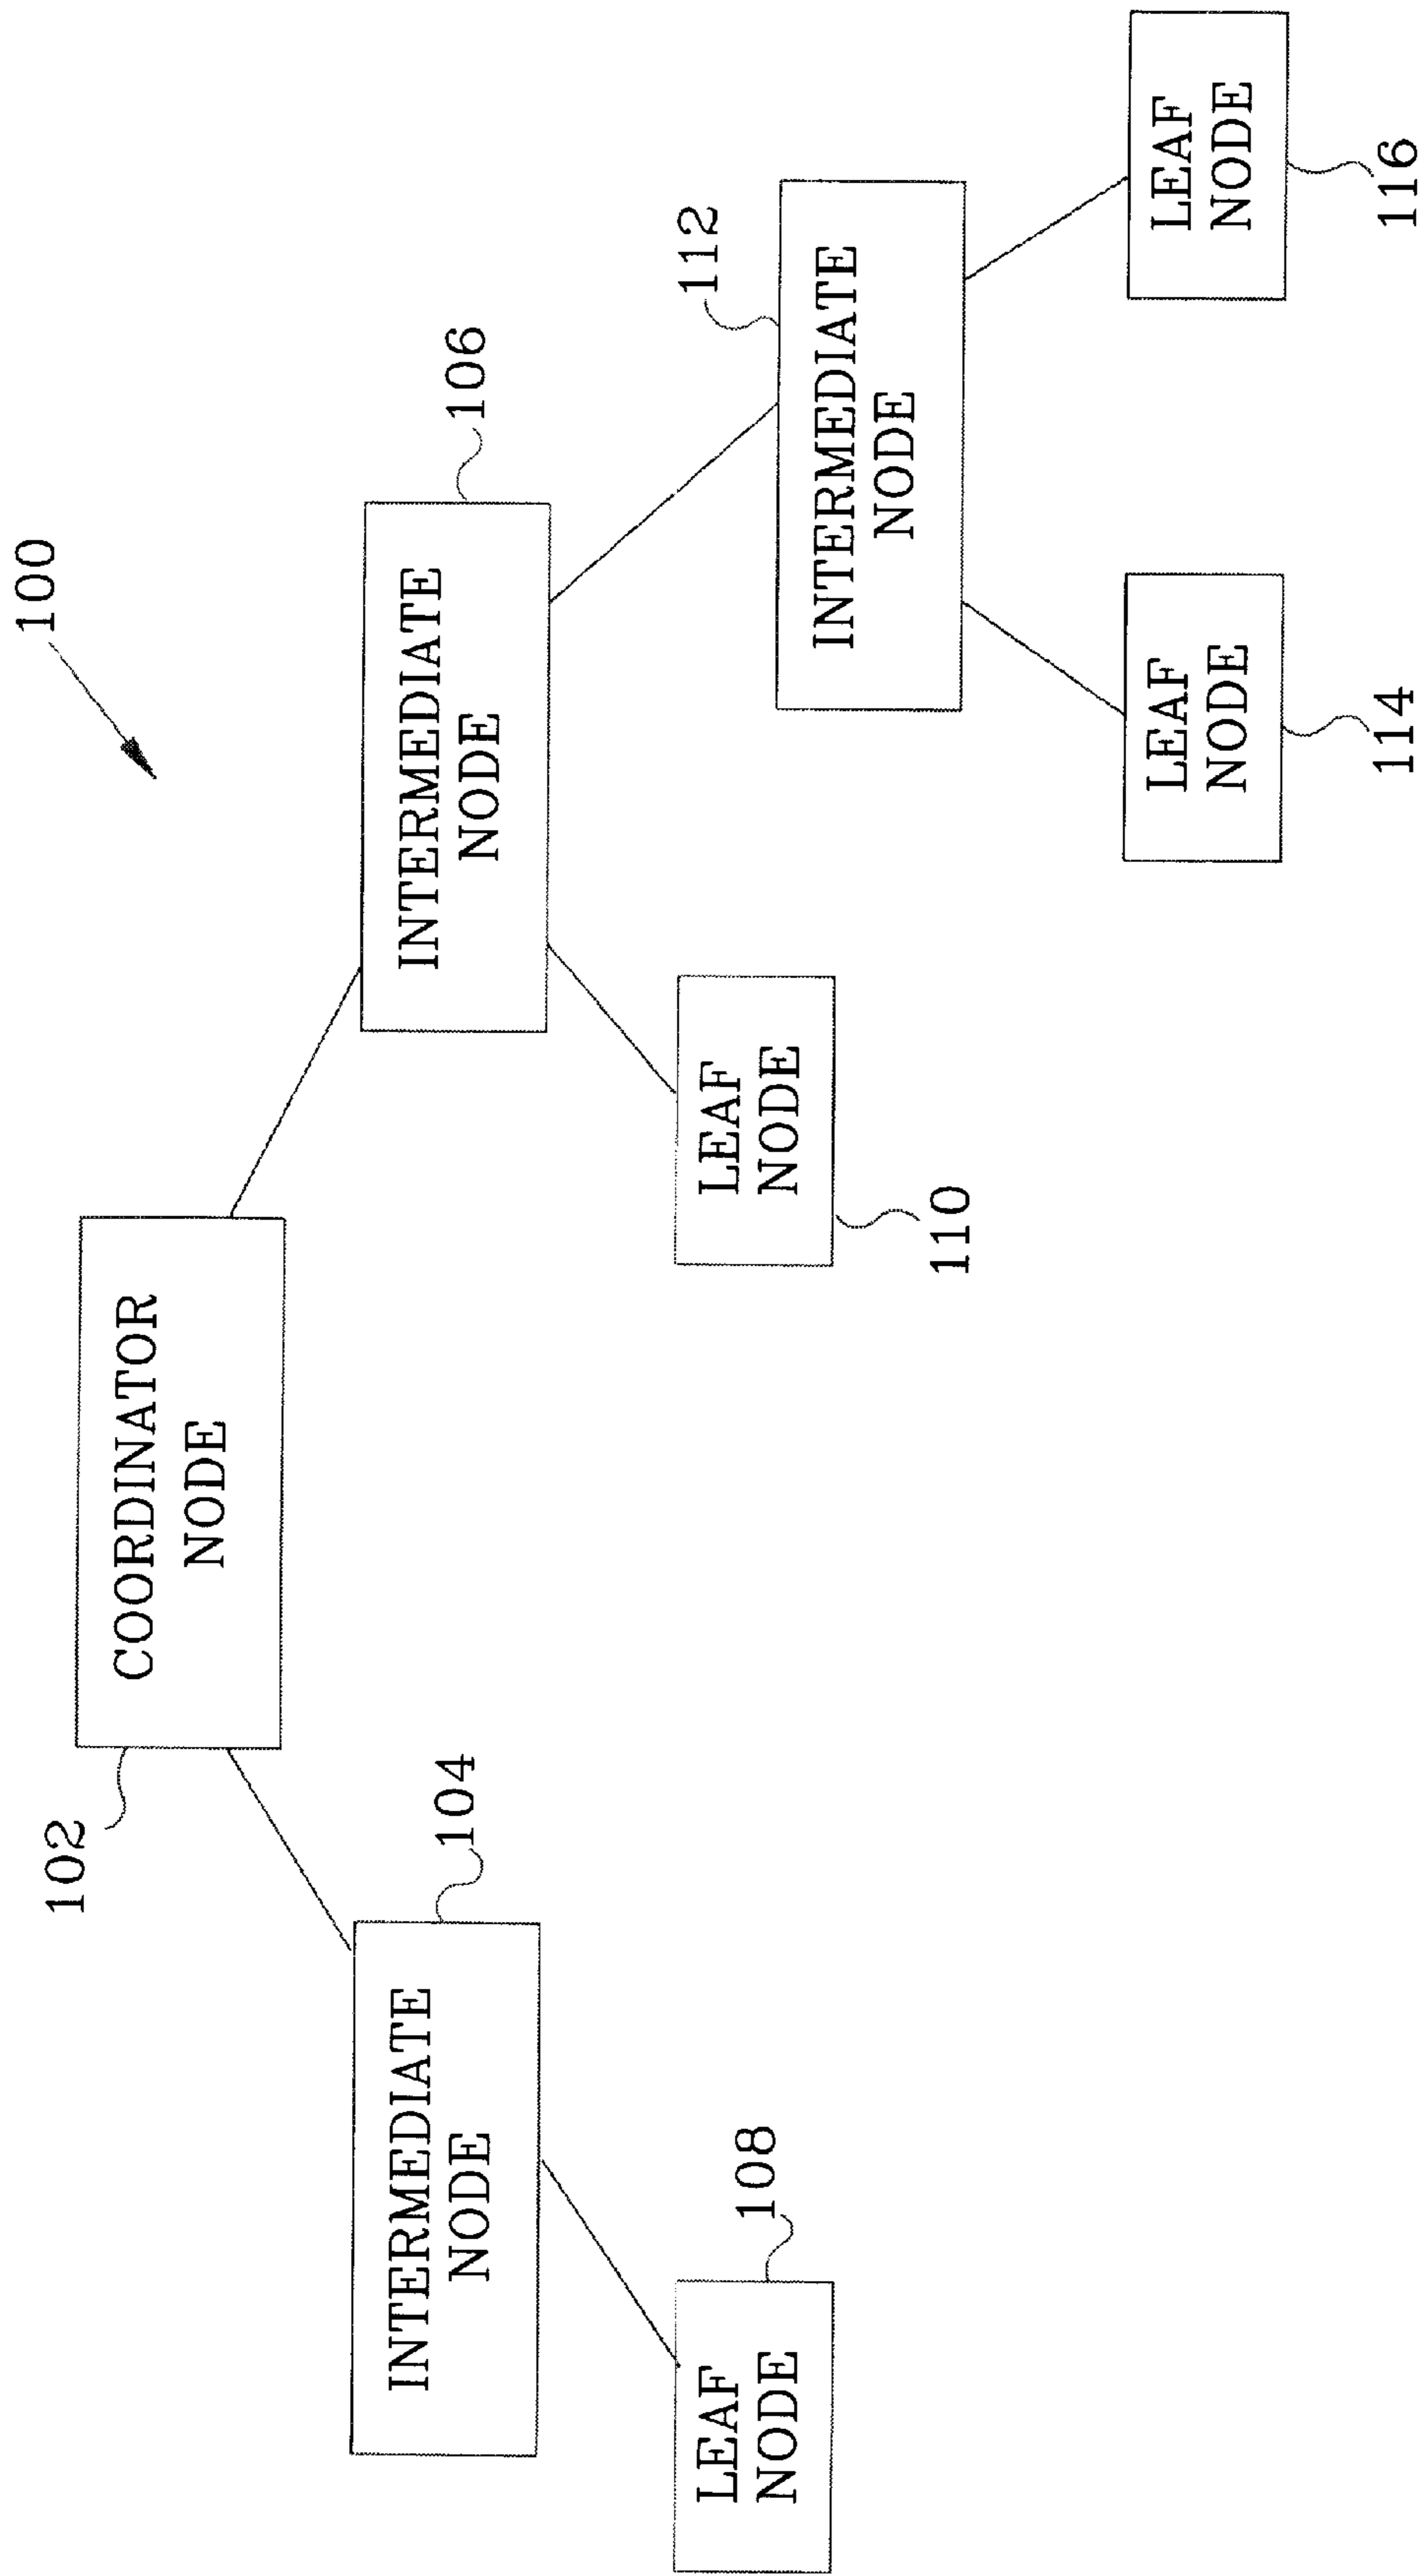 100
102
COORDINATOR
NODE
104
INTERMEDIATE
NODE
106
INTERMEDIATE
NODE
108
LEAF
NODE
110
LEAF
NODE
112
INTERMEDIATE
NODE
114
LEAF
NODE
116
LEAF
NODE